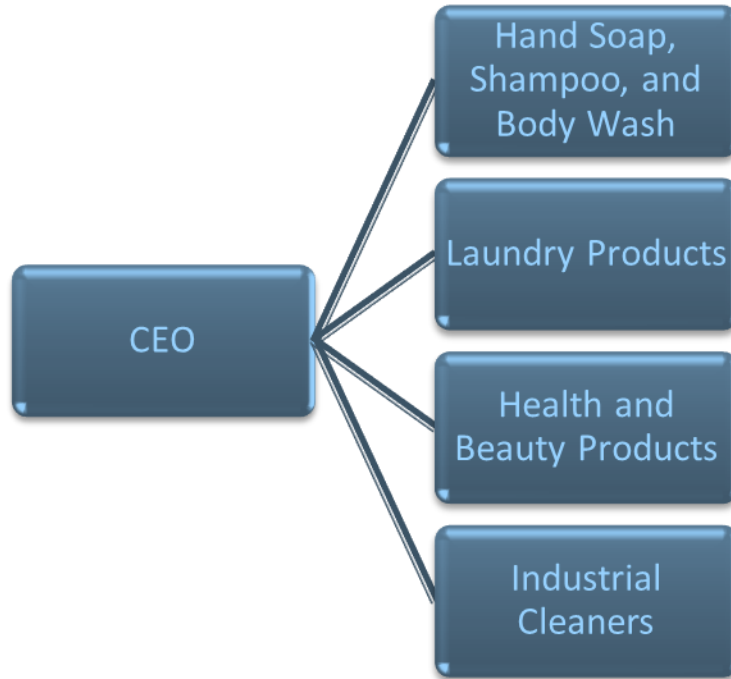 CEO
Hand Soap,
Shampoo, and
Body Wash
Laundry Products
Health and
Beauty Products
Industrial
Cleaners